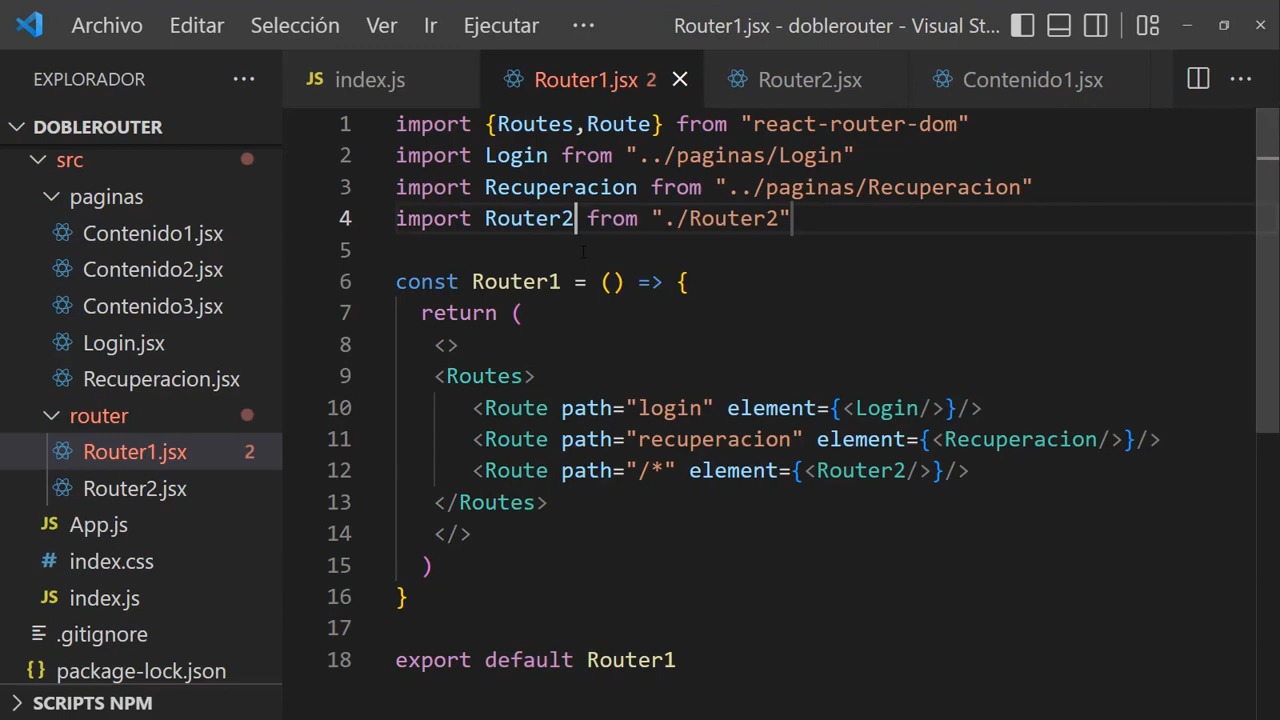 Archivo Editar Selección Ver Ir Ejecutar ··· Router1.jsx - doblerouter - Visual St...
EXPLORADOR ···
JS index.js Router1.jsx 2 Router2.jsx Contenido1.jsx ···
DOBLEROUTER
src
paginas
Contenido1.jsx
Contenido2.jsx
Contenido3.jsx
Login.jsx
Recuperacion.jsx
router
Router1.jsx 2
Router2.jsx
JS App.js
# index.css
JS index.js
.gitignore
{} package-lock.json
SCRIPTS NPM
1 import {Routes,Route} from "react-router-dom"
2 import Login from "../paginas/Login"
3 import Recuperacion from "../paginas/Recuperacion"
4 import Router2 from "./Router2"
5
6 const Router1 = () => {
7 return (
8 <>
9 <Routes>
10 <Route path="login" element={<Login/>}/>
11 <Route path="recuperacion" element={<Recuperacion/>}/>
12 <Route path="/*" element={<Router2/>}/>
13 </Routes>
14 </>
15 )
16 }
17
18 export default Router1